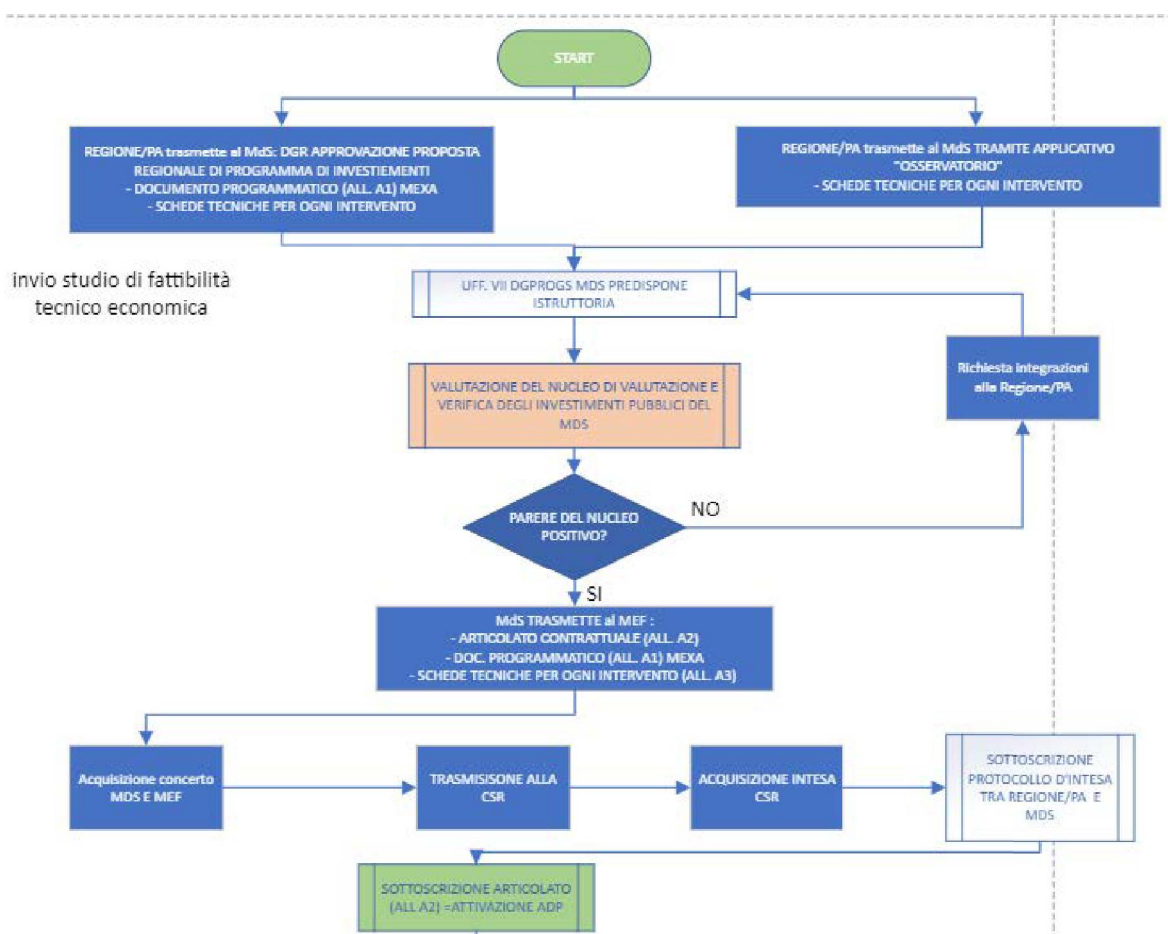 START
REGIONE/PA trasmette al MdS: DGR APPROVAZIONE PROPOSTA
REGIONALE DI PROGRAMMA DI INVESTIEMENTI
- DOCUMENTO PROGRAMMATICO (ALL. A1) MEXA
- SCHEDE TECNICHE PER OGNI INTERVENTO
REGIONE/PA trasmette al MdS TRAMITE APPLICATIVO
"OSSERVATORIO"
- SCHEDE TECNICHE PER OGNI INTERVENTO
invio studio di fattibilità
tecnico economica
UFF. VII DGPROGS MDS PREDISPONE
ISTRUTTORIA
Richiesta integrazioni
alla Regione/PA
VALUTAZIONE DEL NUCLEO DI VALUTAZIONE E
VERIFICA DEGLI INVESTIMENTI PUBBLICI DEL
MDS
PARERE DEL NUCLEO
POSITIVO?
NO
SI
MdS TRASMETTE al MEF :
- ARTICOLATO CONTRATTUALE (ALL. A2)
- DOC. PROGRAMMATICO (ALL. A1) MEXA
- SCHEDE TECNICHE PER OGNI INTERVENTO (ALL. A3)
Acquisizione concerto
MDS E MEF
TRASMISISONE ALLA
CSR
ACQUISIZIONE INTESA
CSR
SOTTOSCRIZIONE
PROTOCOLLO D'INTESA
TRA REGIONE/PA E
MDS
SOTTOSCRIZIONE ARTICOLATO
(ALL A2) =ATTIVAZIONE ADP